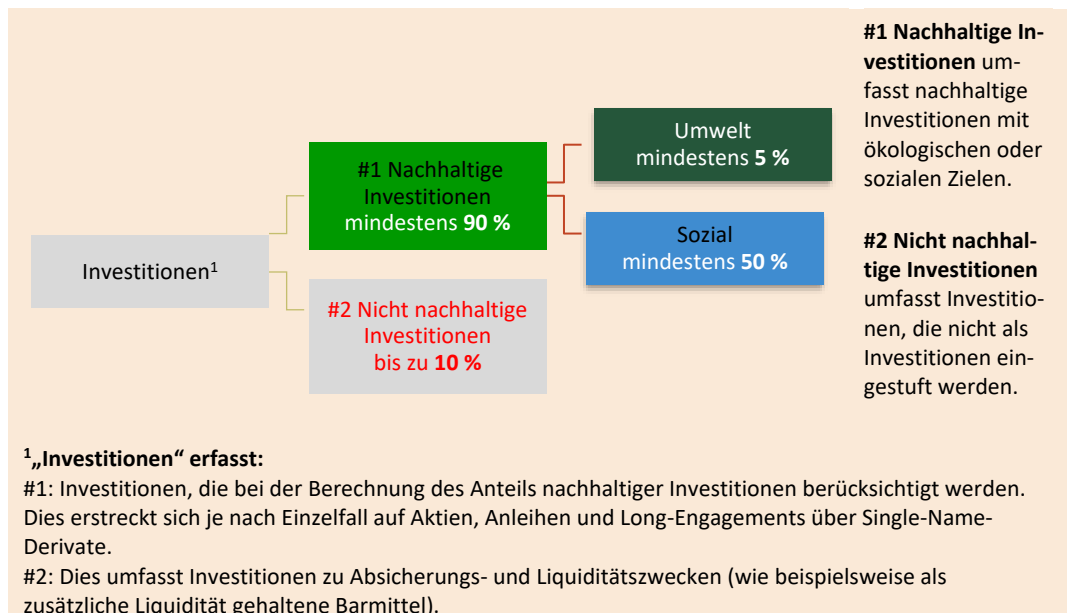 Investitionen¹
#1 Nachhaltige
Investitionen
mindestens 90 %
#2 Nicht nachhaltige
Investitionen
bis zu 10 %
Umwelt
mindestens 5 %
Sozial
mindestens 50 %
#1 Nachhaltige In-
vestitionen um-
fasst nachhaltige
Investitionen mit
ökologischen oder
sozialen Zielen.
#2 Nicht nachhal-
tige Investitionen
umfasst Investitio-
nen, die nicht als
Investitionen ein-
gestuft werden.
¹„Investitionen“ erfasst:
#1: Investitionen, die bei der Berechnung des Anteils nachhaltiger Investitionen berücksichtigt werden.
Dies erstreckt sich je nach Einzelfall auf Aktien, Anleihen und Long-Engagements über Single-Name-
Derivate.
#2: Dies umfasst Investitionen zu Absicherungs- und Liquiditätszwecken (wie beispielsweise als
zusätzliche Liquidität gehaltene Barmittel).